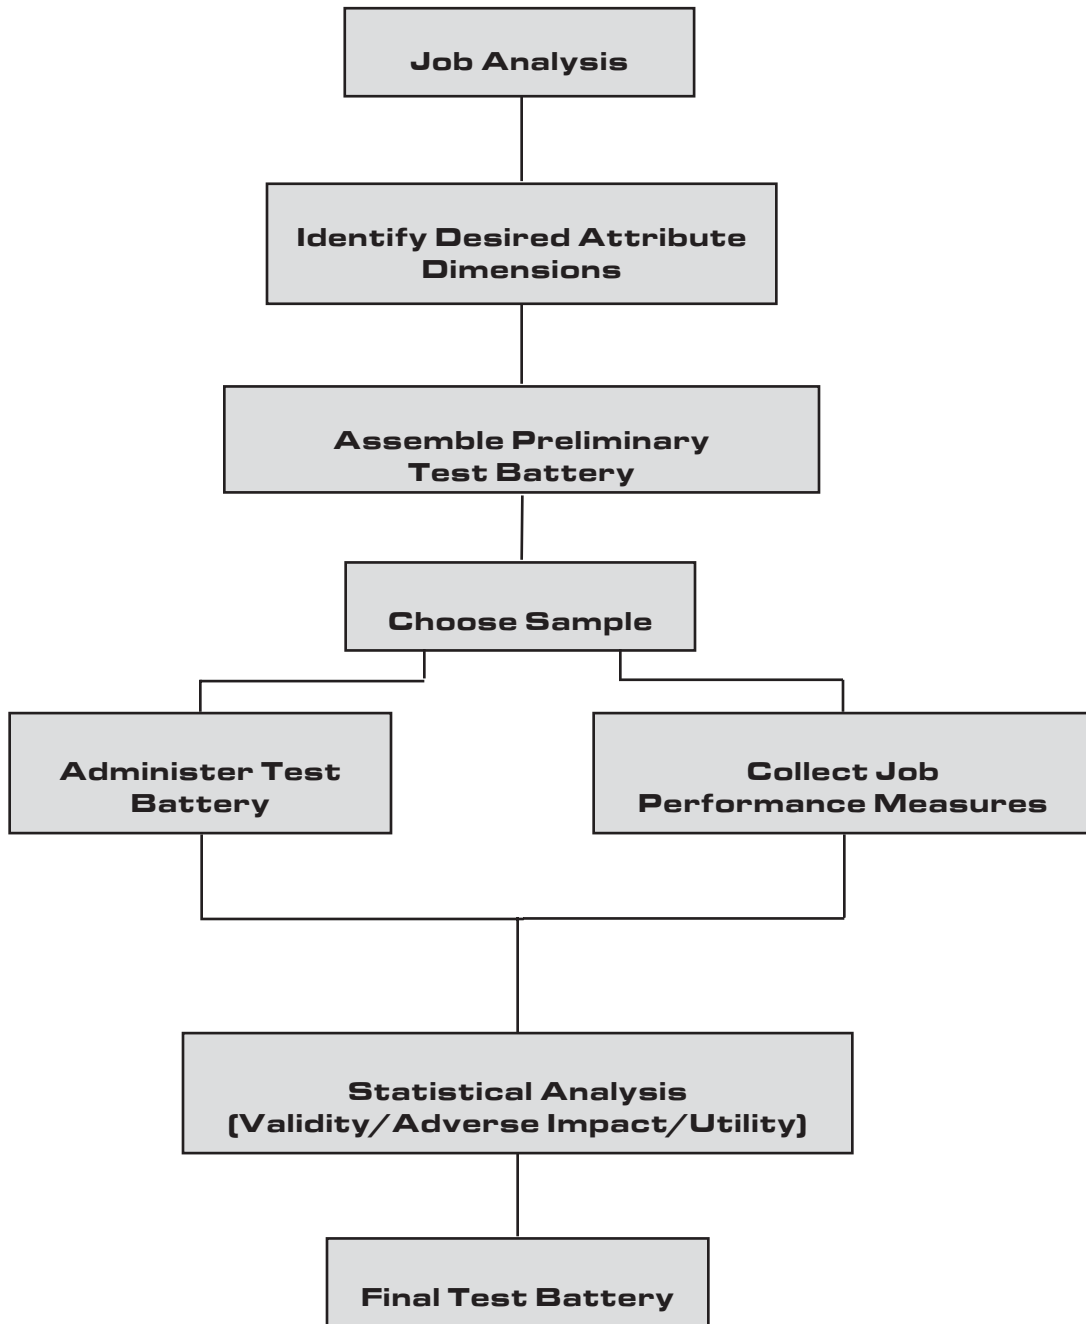 Job Analysis
Identify Desired Attribute
Dimensions
Assemble Preliminary
Test Battery
Choose Sample
Administer Test
Battery
Collect Job
Performance Measures
Statistical Analysis
(Validity/Adverse Impact/Utility)
Final Test Battery